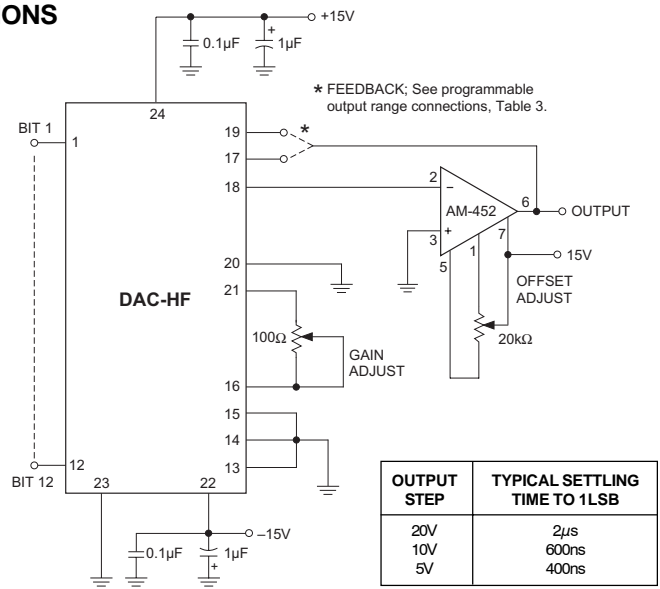 ONS
+15V
0.1µF
+
1µF
* FEEDBACK; See programmable
output range connections, Table 3.
24
BIT 1
1
19
*
17
18
2
–
AM-452
6
OUTPUT
+
3
7
1
5
15V
OFFSET
ADJUST
20kΩ
20
DAC-HF
21
100Ω
GAIN
ADJUST
16
15
14
13
12
BIT 12
23
22
–15V
0.1µF
1µF
+
OUTPUT STEP
TYPICAL SETTLING TIME TO 1LSB
20V 2µs
10V 600ns
5V 400ns